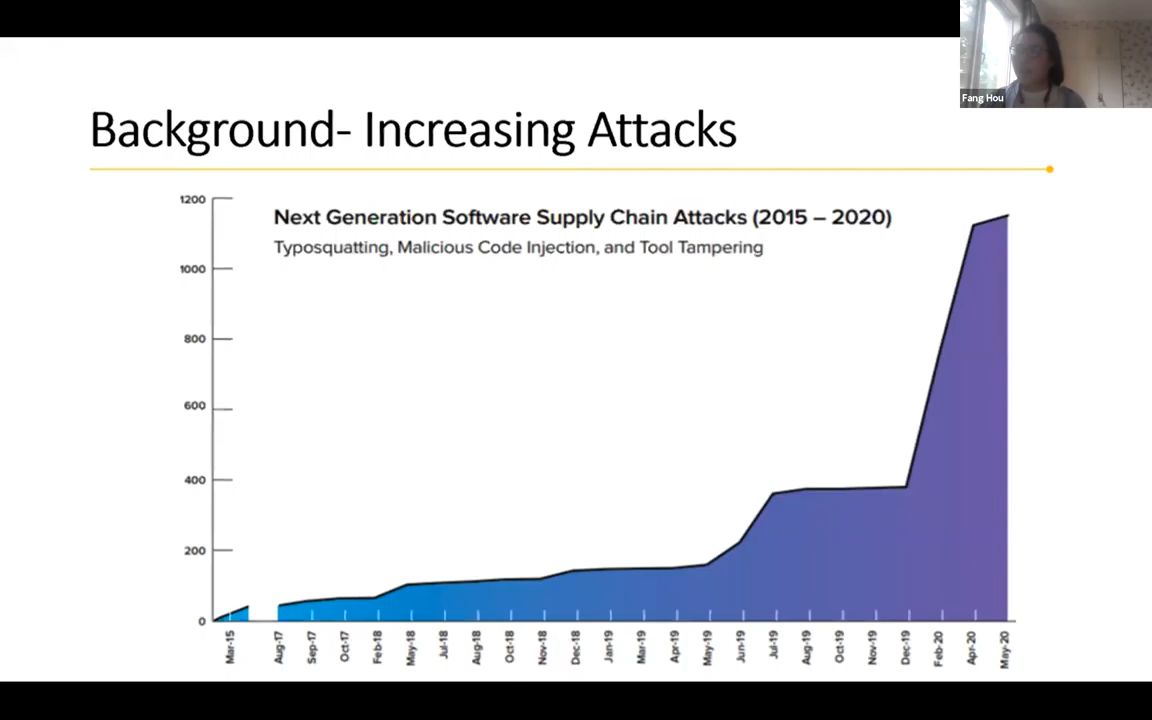 Fang Hou
Background- Increasing Attacks
Next Generation Software Supply Chain Attacks (2015 – 2020)
Typosquatting, Malicious Code Injection, and Tool Tampering
1200
1000
800
600
400
200
0
Mar-15
Aug-17
Sep-17
Oct-17
Feb-18
May-18
Jul-18
Aug-18
Oct-18
Nov-18
Dec-18
Jan-19
Mar-19
Apr-19
May-19
Jun-19
Jul-19
Aug-19
Oct-19
Nov-19
Dec-19
Feb-20
Apr-20
May-20